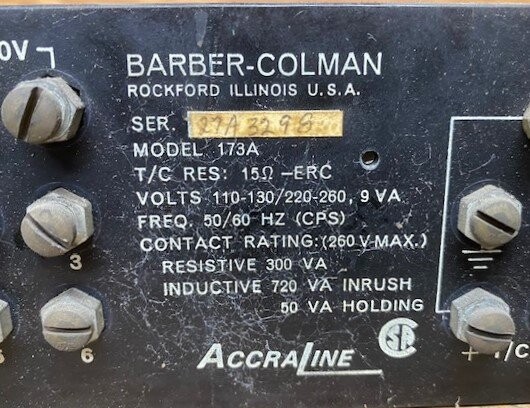 0V
BARBER-COLMAN
ROCKFORD ILLINOIS U.S.A.
SER. 27A 3298
MODEL 173A
T/C RES: 15Ω -ERC
VOLTS 110-130/220-260, 9 VA
FREQ. 50/60 HZ (CPS)
CONTACT RATING:(260 V-MAX.)
RESISTIVE 300 VA
INDUCTIVE 720 VA INRUSH
50 VA HOLDING
3
6
ACCRALINE
+ T/C